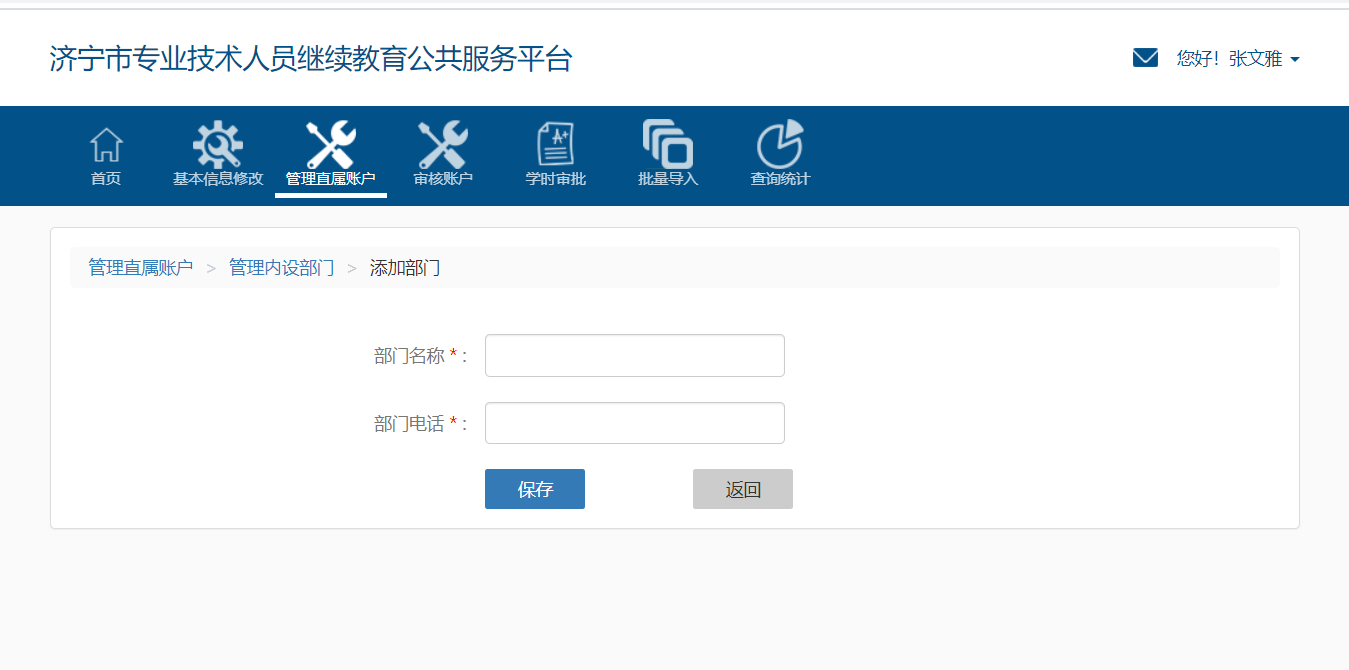 济宁市专业技术人员继续教育公共服务平台
您好！张文雅
首页 基本信息修改 管理直属账户 审核账户 学时审批 批量导入 查询统计
管理直属账户 > 管理内设部门 > 添加部门
部门名称 * :
部门电话 * :
保存 返回